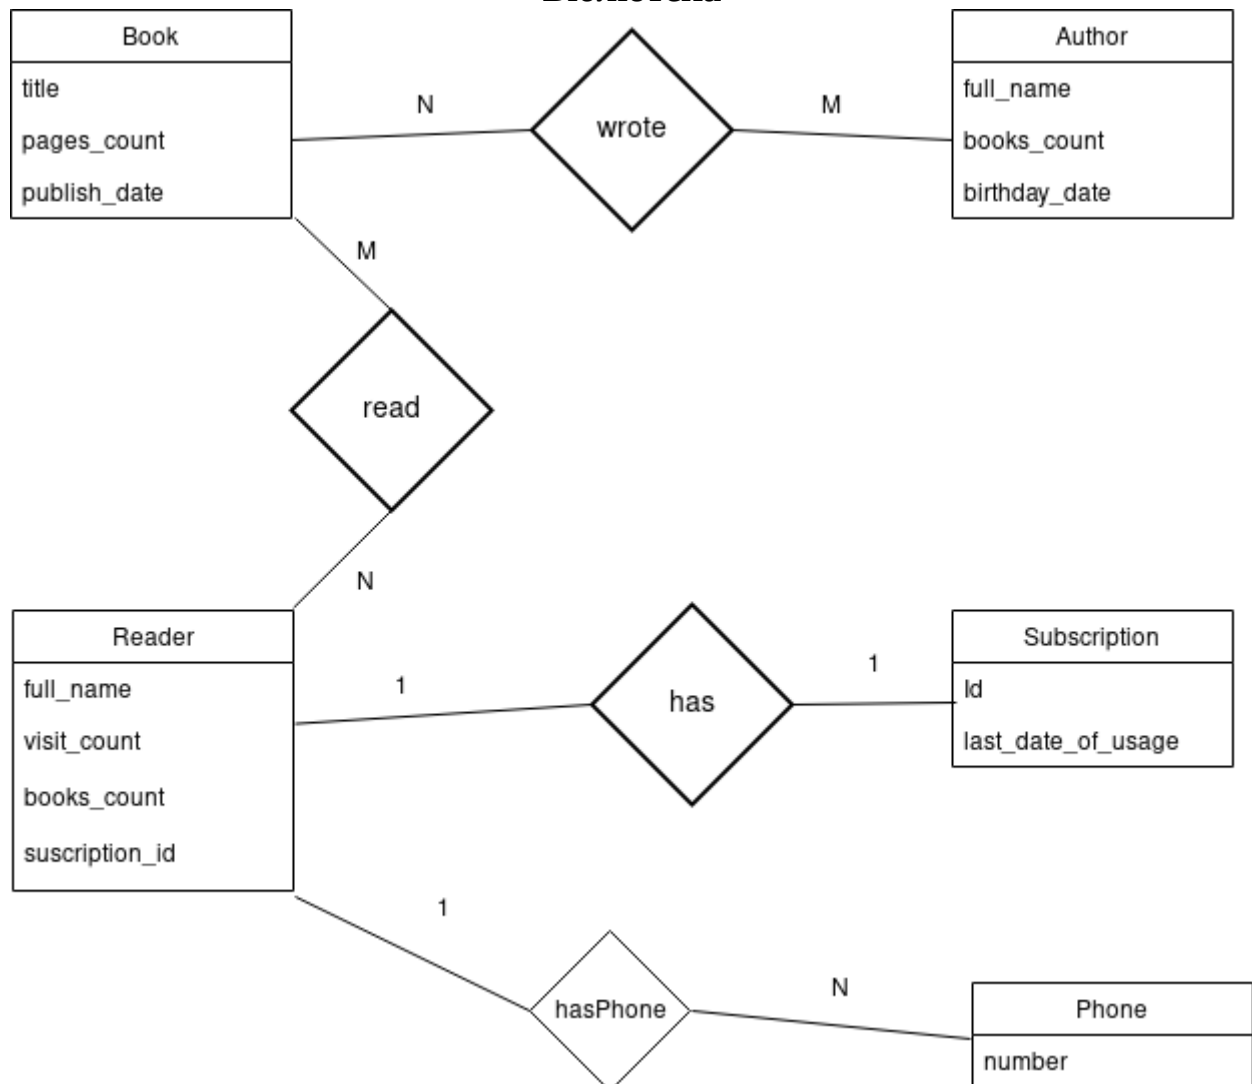 Book
title
pages_count
publish_date
N
wrote
M
Author
full_name
books_count
birthday_date
M
read
N
Reader
full_name
visit_count
books_count
suscription_id
1
has
1
Subscription
Id
last_date_of_usage
1
hasPhone
N
Phone
number